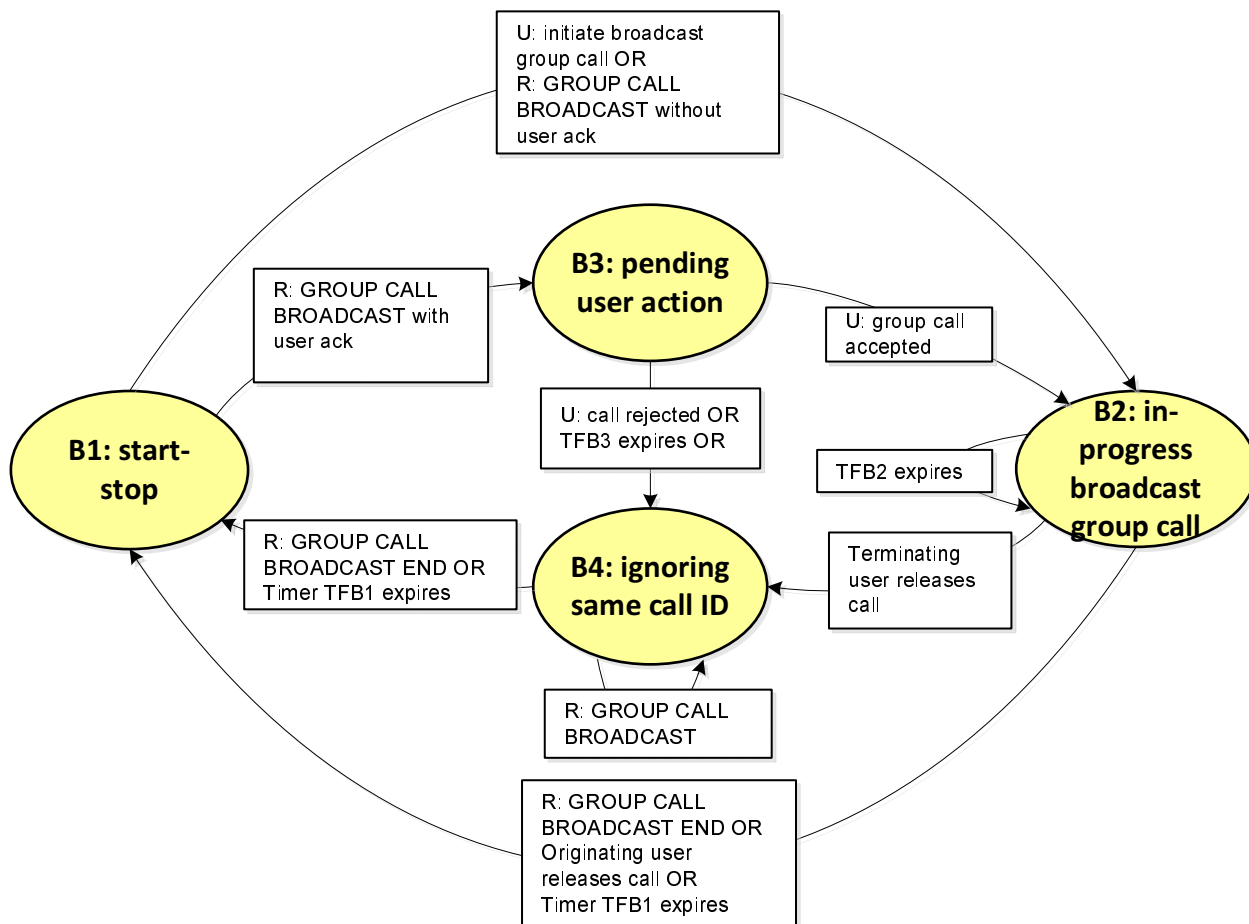 U: initiate broadcast
group call OR
R: GROUP CALL
BROADCAST without
user ack
B3: pending
user action
R: GROUP CALL
BROADCAST with
user ack
U: group call
accepted
B1: start-
stop
U: call rejected OR
TFB3 expires OR
B2: in-
progress
broadcast
group call
TFB2 expires
R: GROUP CALL
BROADCAST END OR
Timer TFB1 expires
B4: ignoring
same call ID
Terminating
user releases
call
R: GROUP CALL
BROADCAST
R: GROUP CALL
BROADCAST END OR
Originating user
releases call OR
Timer TFB1 expires